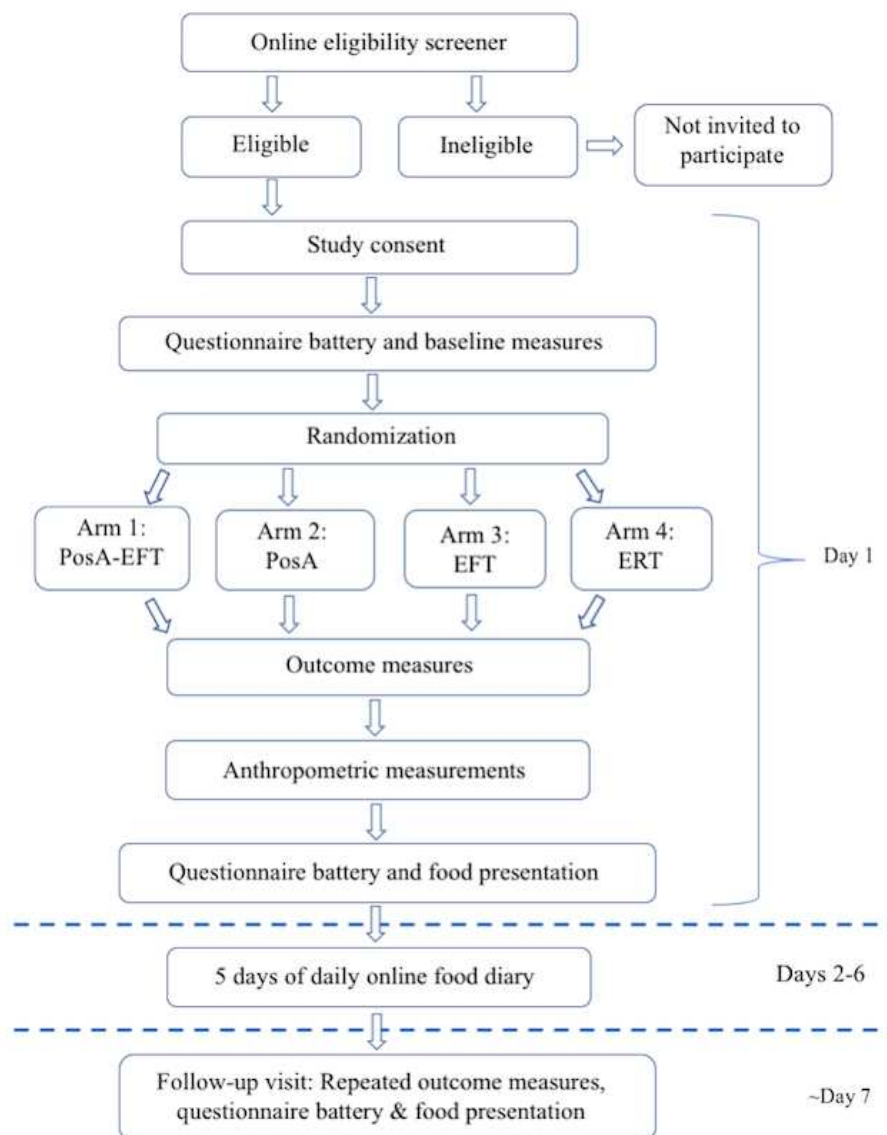 Online eligibility screener
Eligible
Ineligible
Not invited to
participate
Study consent
Questionnaire battery and baseline measures
Randomization
Arm 1:
PosA-EFT
Arm 2:
PosA
Arm 3:
EFT
Arm 4:
ERT
Day 1
Outcome measures
Anthropometric measurements
Questionnaire battery and food presentation
5 days of daily online food diary
Days 2-6
Follow-up visit: Repeated outcome measures,
questionnaire battery & food presentation
~Day 7